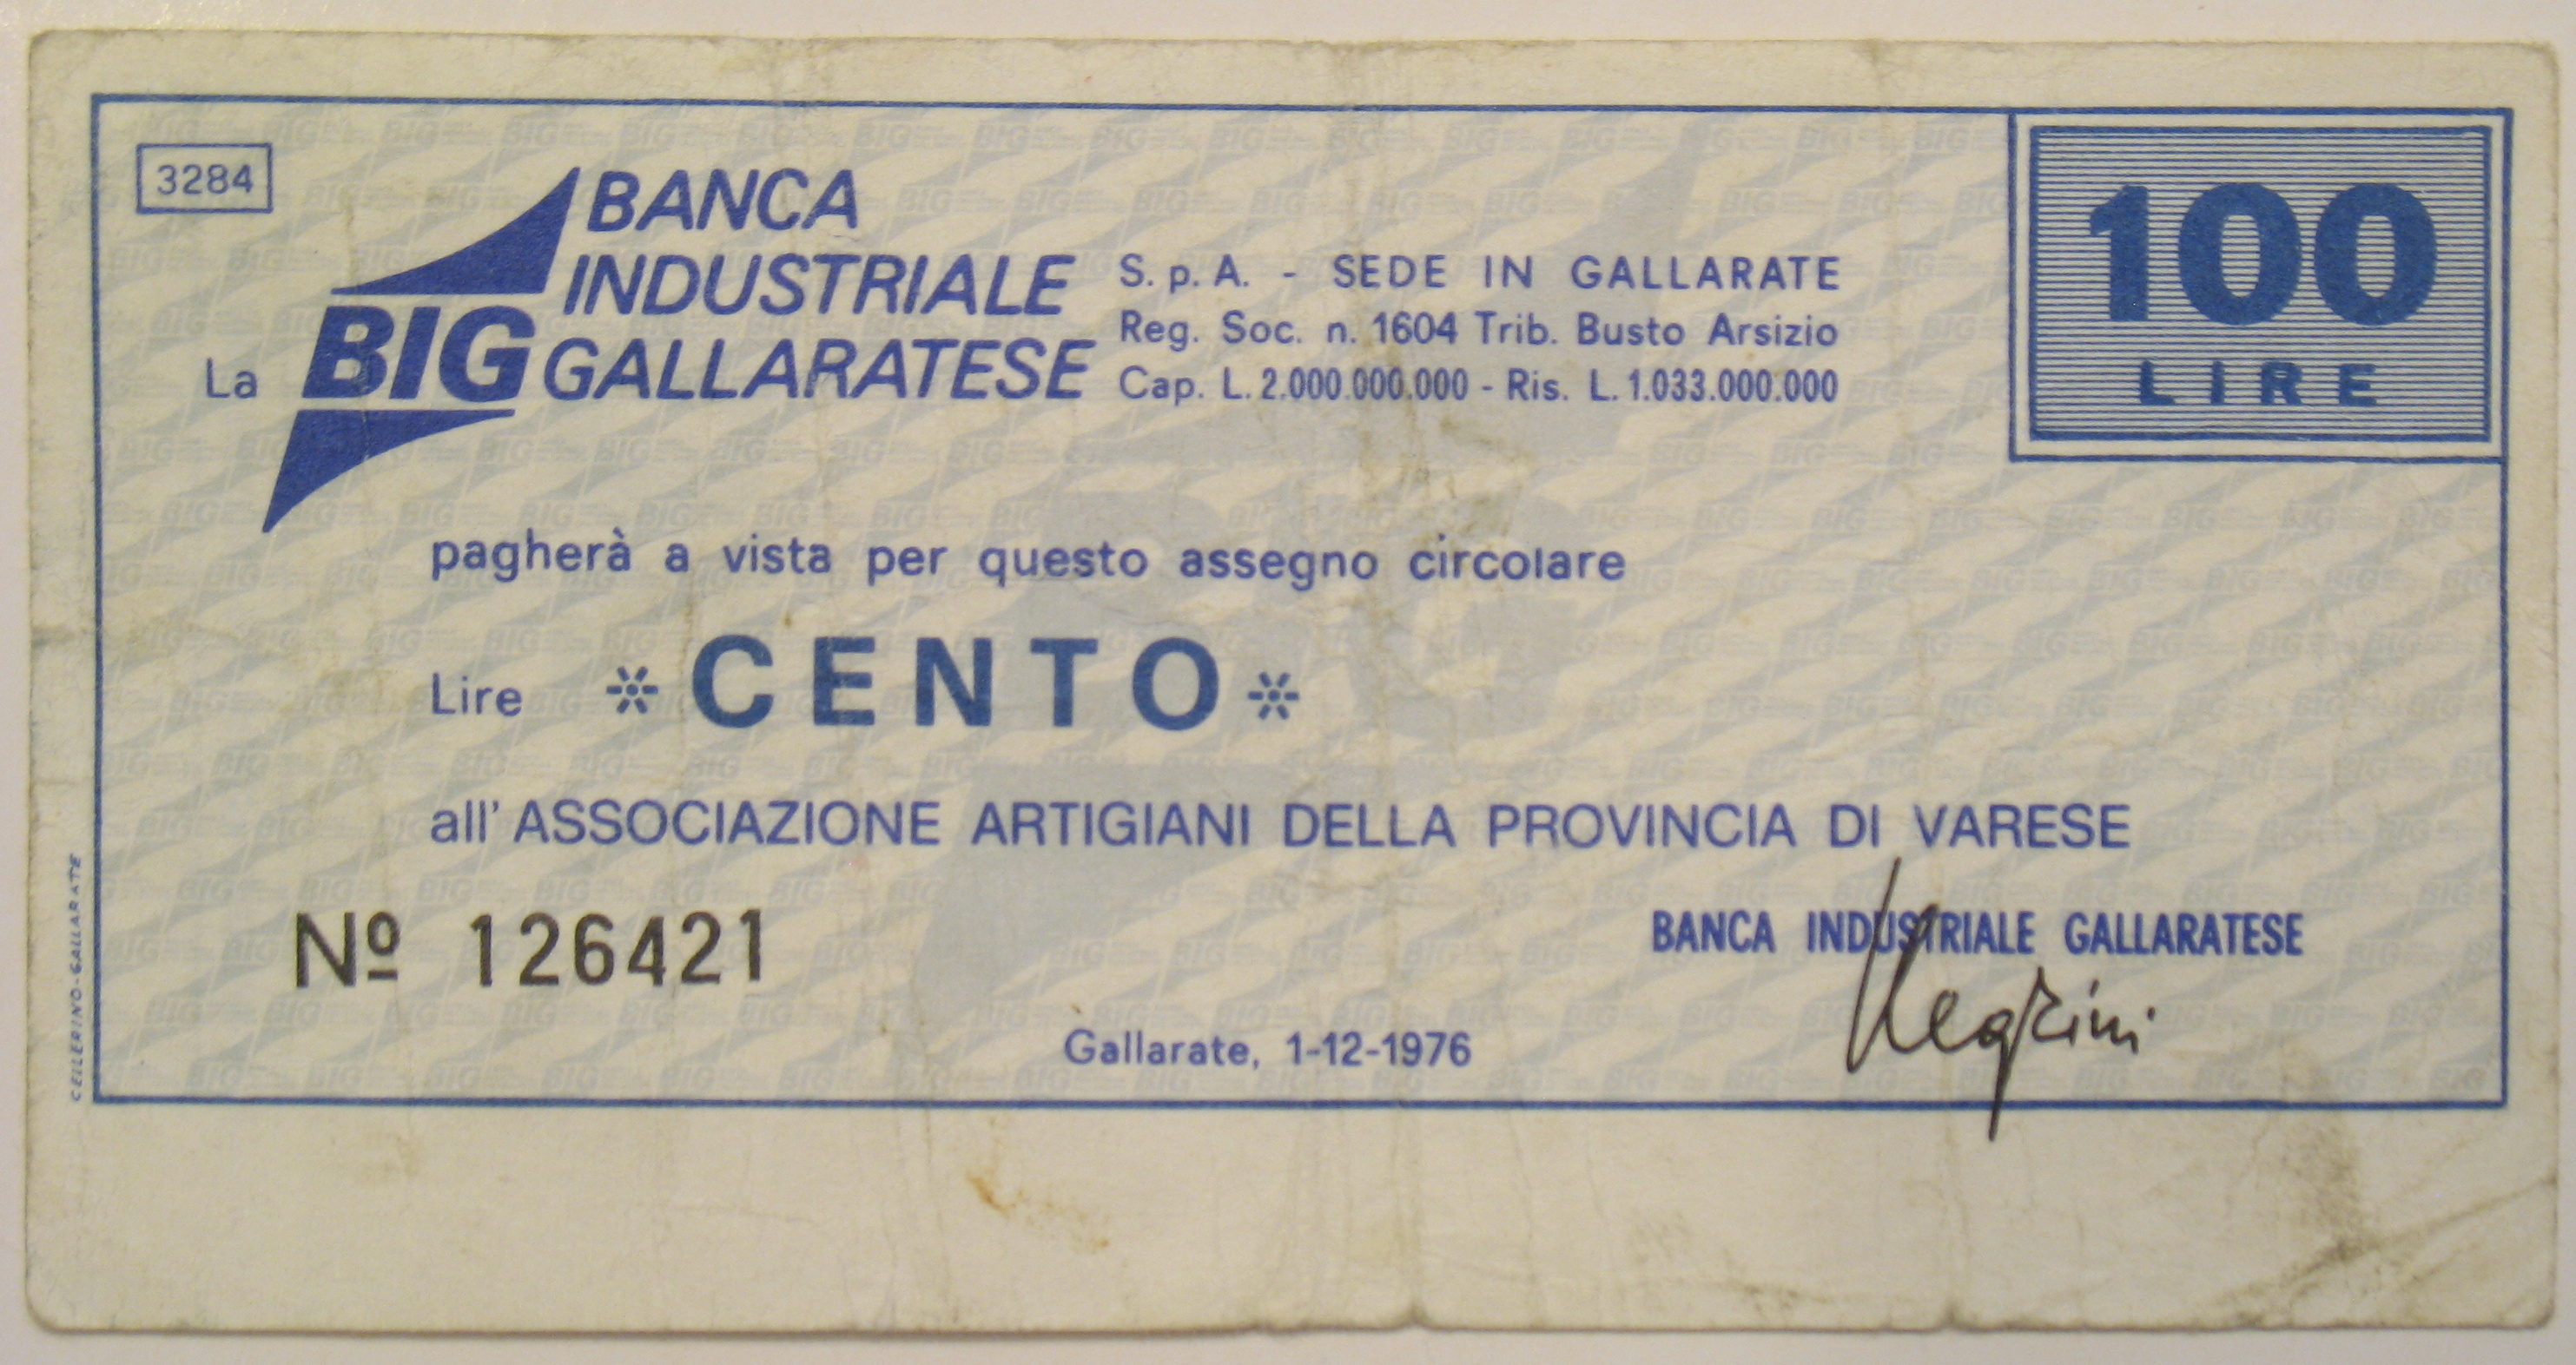 3284
100
LIRE
La BIG BANCA INDUSTRIALE GALLARATESE
S. p. A. - SEDE IN GALLARATE
Reg. Soc. n. 1604 Trib. Busto Arsizio
Cap. L. 2.000.000.000 - Ris. L. 1.033.000.000
pagherà a vista per questo assegno circolare
Lire * CENTO *
all' ASSOCIAZIONE ARTIGIANI DELLA PROVINCIA DI VARESE
Nº 126421
BANCA INDUSTRIALE GALLARATESE
Gallarate, 1-12-1976
CELLERINO-GALLARATE